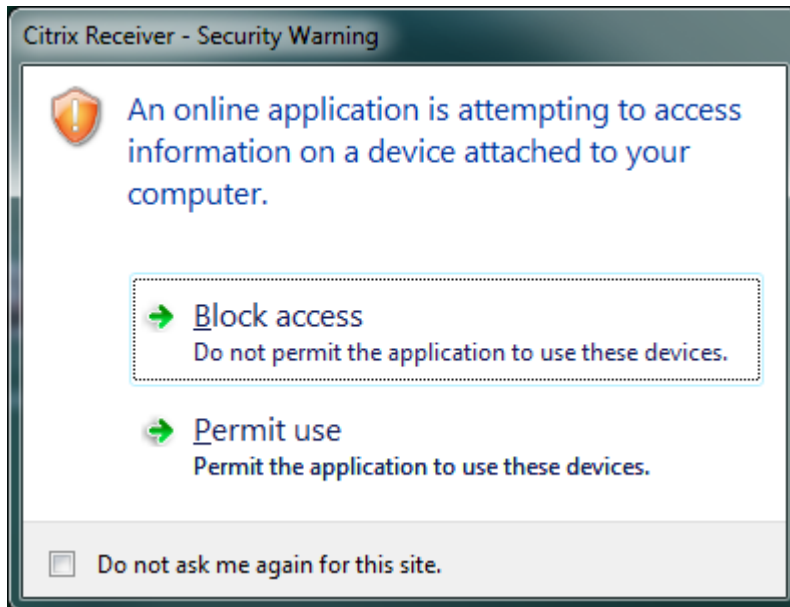 Citrix Receiver - Security Warning
An online application is attempting to access
information on a device attached to your
computer.
Block access
Do not permit the application to use these devices.
Permit use
Permit the application to use these devices.
Do not ask me again for this site.